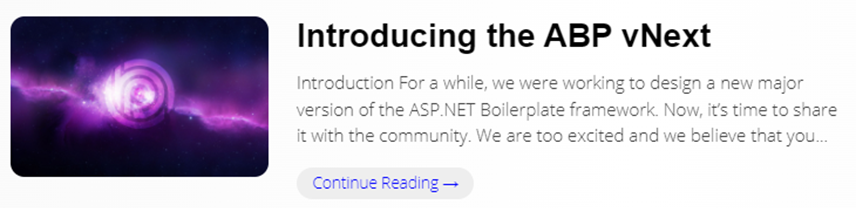 Introducing the ABP vNext
Introduction For a while, we were working to design a new major
version of the ASP.NET Boilerplate framework. Now, it’s time to share
it with the community. We are too excited and we believe that you...
Continue Reading →